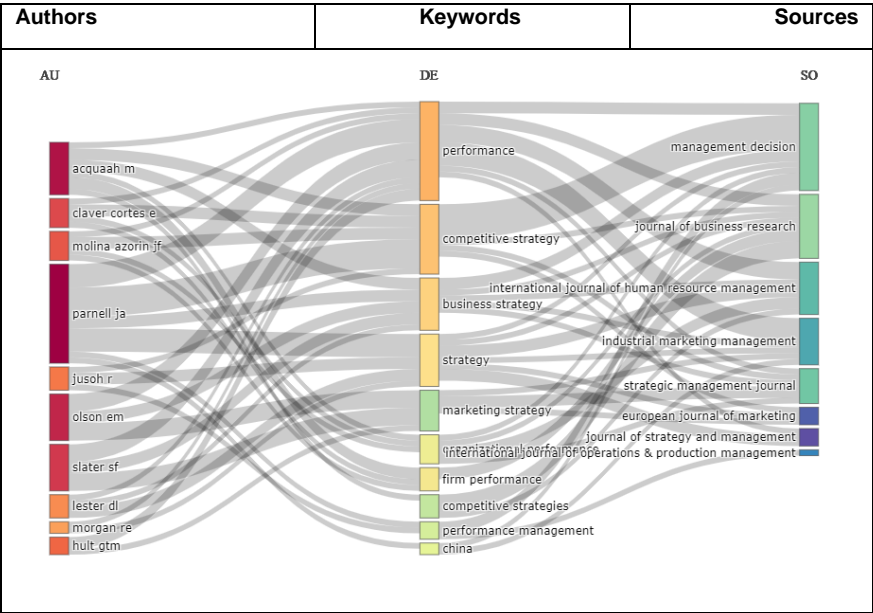 Authors
Keywords
Sources
AU
DE
SO
acquaah m
claver cortes e
molina azorin jf
parnell ja
jusoh r
olson em
slater sf
lester dl
morgan re
hult gtm
performance
competitive strategy
business strategy
strategy
marketing strategy
organizational performance
firm performance
competitive strategies
performance management
china
management decision
journal of business research
international journal of human resource management
industrial marketing management
strategic management journal
european journal of marketing
journal of strategy and management
international journal of operations & production management